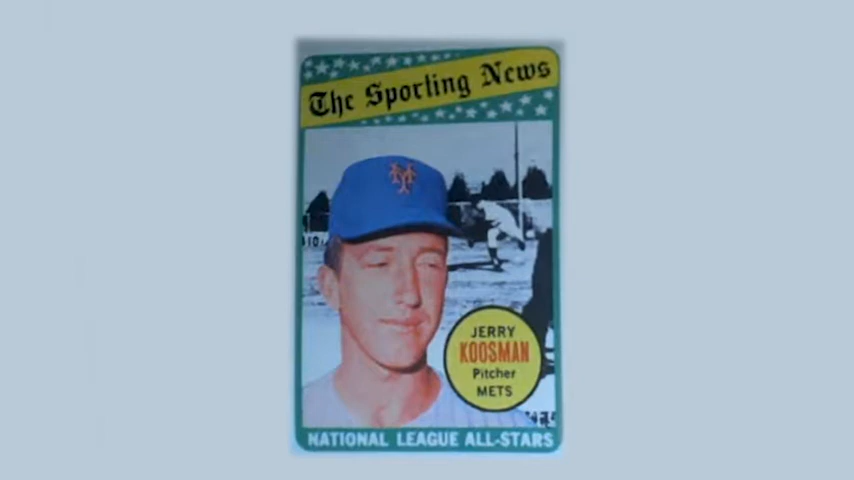 The Sporting News
JERRY
KOOSMAN
Pitcher
METS
NATIONAL LEAGUE ALL-STARS